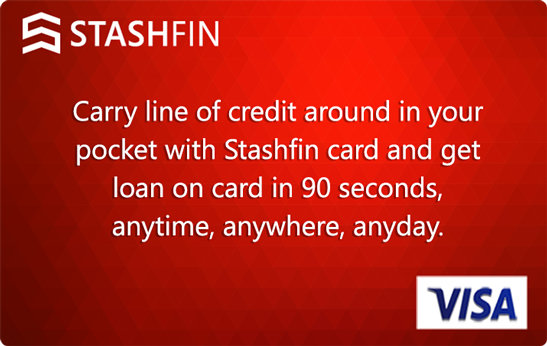 STASHFIN
Carry line of credit around in your
pocket with Stashfin card and get
loan on card in 90 seconds,
anytime, anywhere, anyday.
VISA